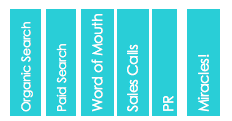 Organic Search
Paid Search
Word of Mouth
Sales Calls
PR
Miracles!